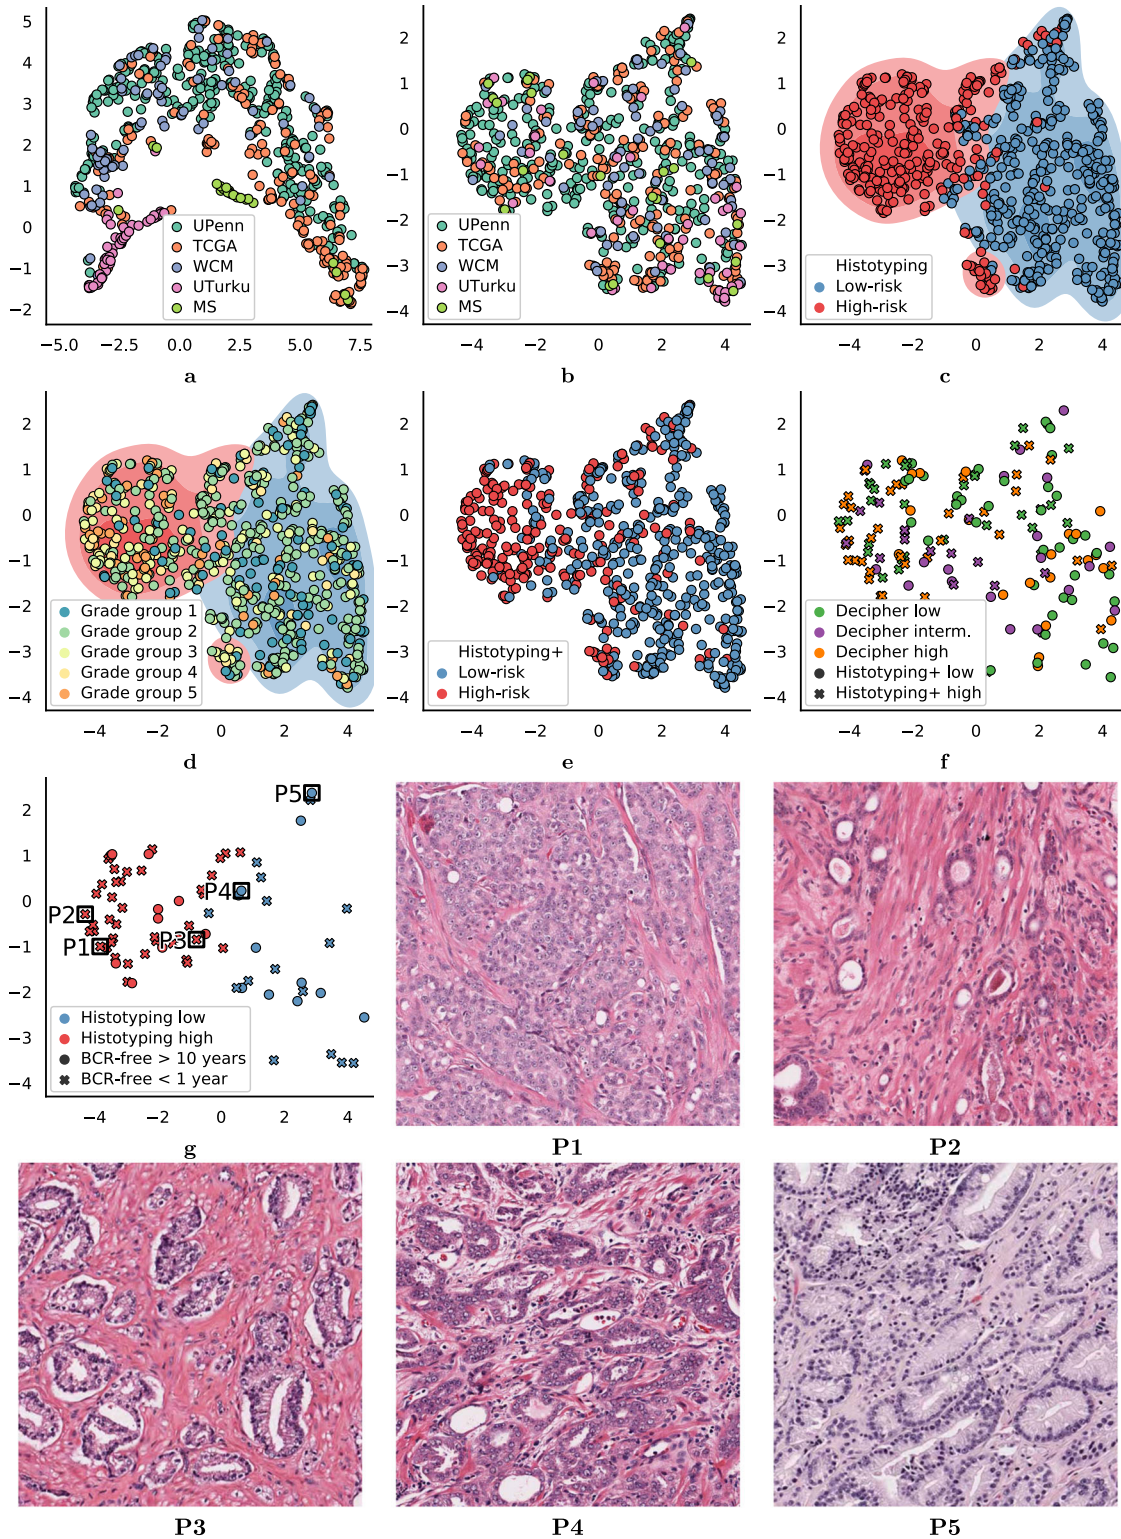 5
4
3
2
1
0
−1
−2
−5.0 −2.5 0.0 2.5 5.0 7.5
UPenn
TCGA
WCM
UTurku
MS
a
2
1
0
−1
−2
−3
−4
−4 −2 0 2 4
UPenn
TCGA
WCM
UTurku
MS
b
2
1
0
−1
−2
−3
−4
−4 −2 0 2 4
Histotyping
Low-risk
High-risk
c
2
1
0
−1
−2
−3
−4
−4 −2 0 2 4
Grade group 1
Grade group 2
Grade group 3
Grade group 4
Grade group 5
d
2
1
0
−1
−2
−3
−4
−4 −2 0 2 4
Histotyping+
Low-risk
High-risk
e
2
1
0
−1
−2
−3
−4
−4 −2 0 2 4
Decipher low
Decipher interm.
Decipher high
Histotyping+ low
Histotyping+ high
f
2
1
0
−1
−2
−3
−4
−4 −2 0 2 4
P5
P4
P2
P1
P3
Histotyping low
Histotyping high
BCR-free > 10 years
BCR-free < 1 year
g
P1
P2
P3
P4
P5